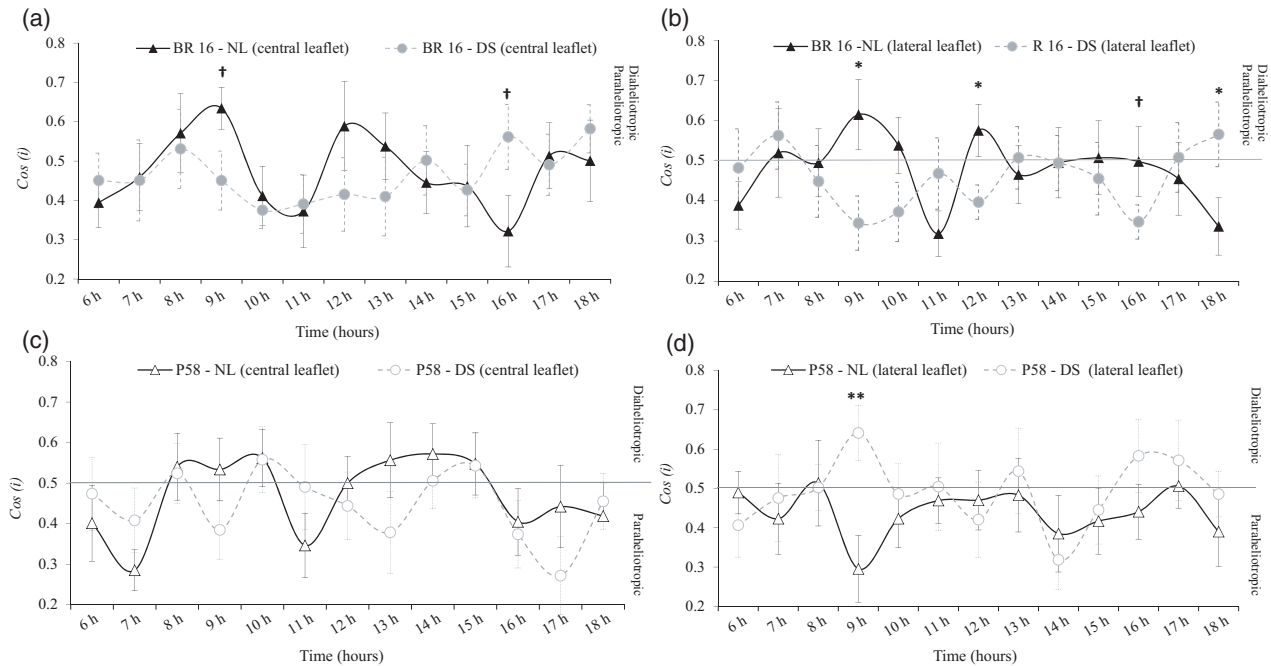 (a)
BR 16 - NL (central leaflet) BR 16 - DS (central leaflet)
0.8
0.7
0.6
0.5
0.4
0.3
0.2
Cos (i)
† †
Diaheliotropic
Paraheliotropic
6 h 7 h 8 h 9 h 10 h 11 h 12 h 13 h 14 h 15 h 16 h 17 h 18 h
Time (hours)
(b)
BR 16 -NL (lateral leaflet) R 16 - DS (lateral leaflet)
0.8
0.7
0.6
0.5
0.4
0.3
0.2
Cos (i)
* * † *
Diaheliotropic
Paraheliotropic
6 h 7 h 8 h 9 h 10 h 11 h 12 h 13 h 14 h 15 h 16 h 17 h 18 h
Time (hours)
(c)
P58 - NL (central leaflet) P58 - DS (central leaflet)
0.8
0.7
0.6
0.5
0.4
0.3
0.2
Cos (i)
Diaheliotropic
Paraheliotropic
6 h 7 h 8 h 9 h 10 h 11 h 12 h 13 h 14 h 15 h 16 h 17 h 18 h
Time (hours)
(d)
P58 - NL (lateral leaflet) P58 - DS (lateral leaflet)
0.8
0.7
0.6
0.5
0.4
0.3
0.2
Cos (i)
**
Diaheliotropic
Paraheliotropic
6 h 7 h 8 h 9 h 10 h 11 h 12 h 13 h 14 h 15 h 16 h 17 h 18 h
Time (hours)